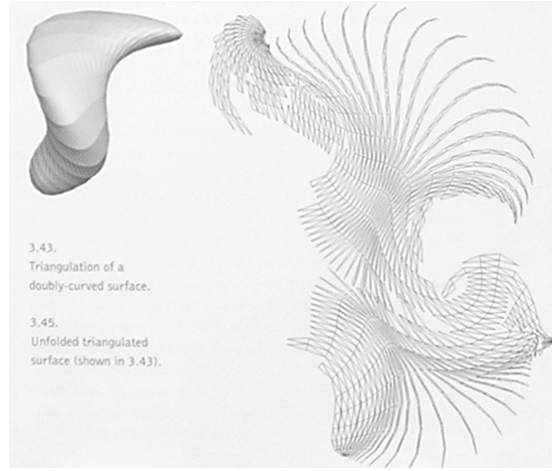 3.43.
Triangulation of a
doubly-curved surface.
3.45.
Unfolded triangulated
surface (shown in 3.43).